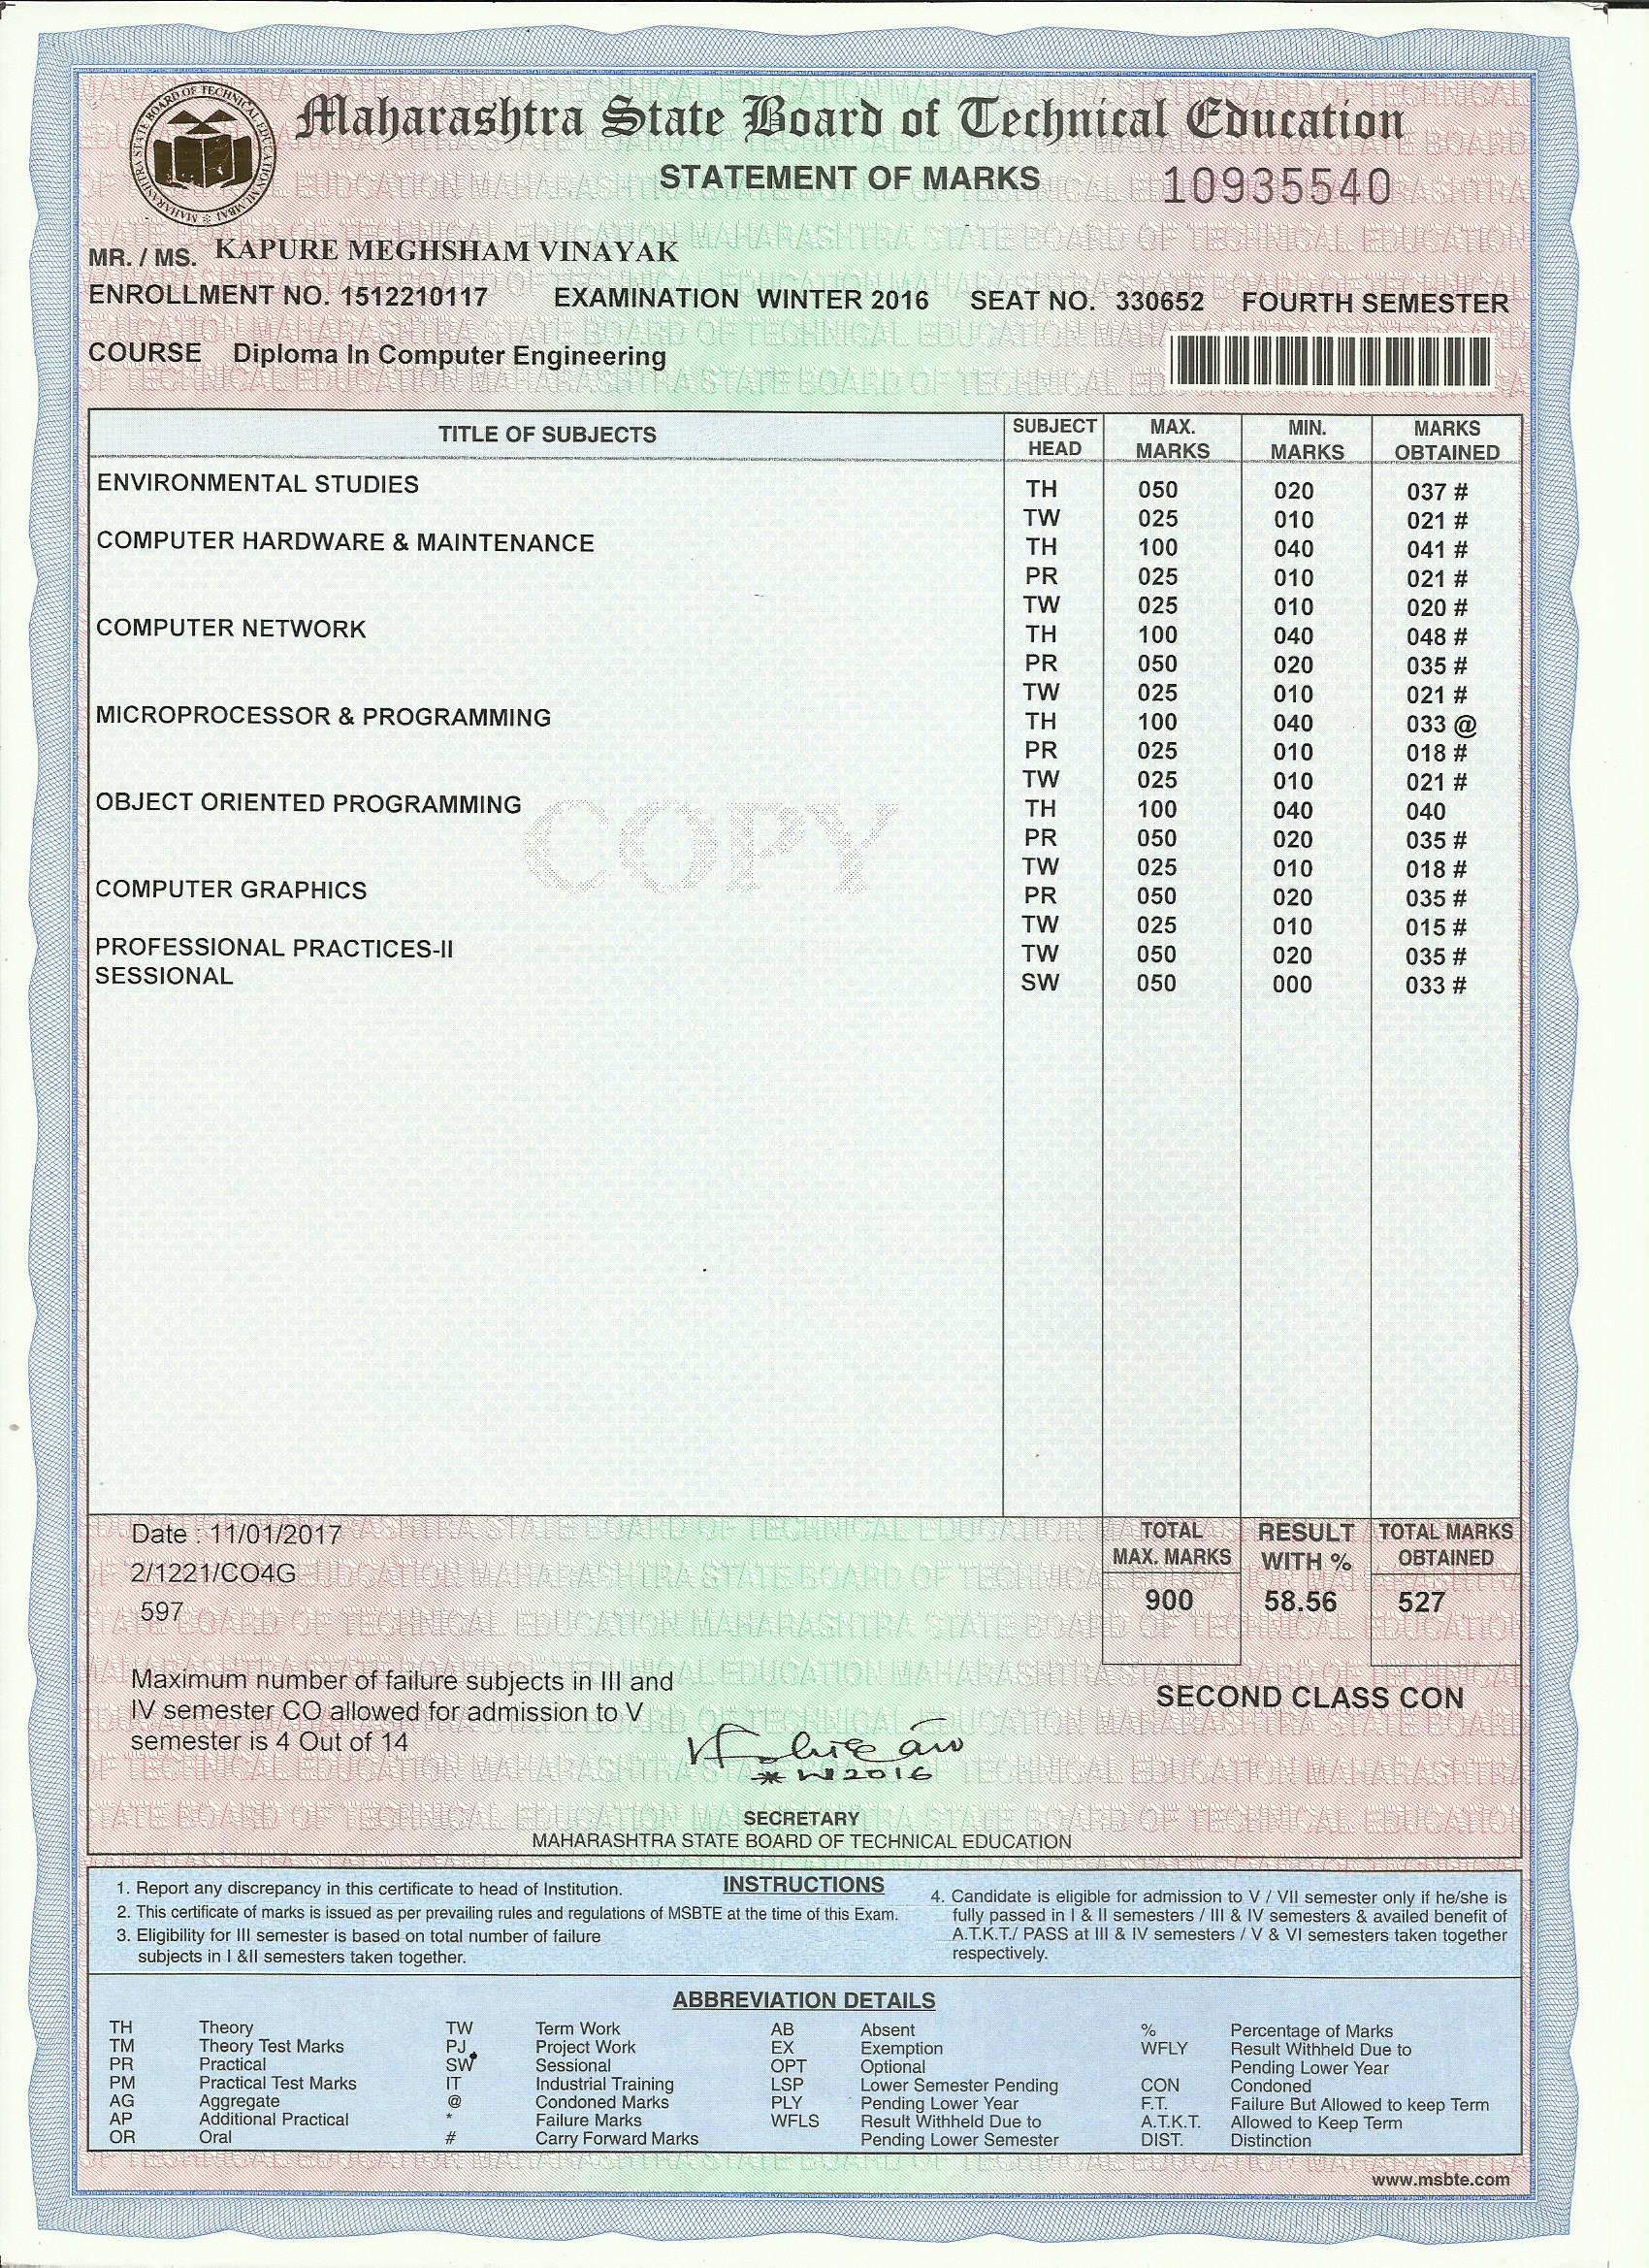 Maharashtra State Board of Technical Education
STATEMENT OF MARKS
10935540
MR. / MS. KAPURE MEGHSHAM VINAYAK
ENROLLMENT NO. 1512210117 EXAMINATION WINTER 2016 SEAT NO. 330652 FOURTH SEMESTER
COURSE Diploma In Computer Engineering
TITLE OF SUBJECTS SUBJECT HEAD MAX. MARKS MIN. MARKS MARKS OBTAINED
ENVIRONMENTAL STUDIES TH 050 020 037 #
TW 025 010 021 #
COMPUTER HARDWARE & MAINTENANCE TH 100 040 041 #
PR 025 010 021 #
TW 025 010 020 #
COMPUTER NETWORK TH 100 040 048 #
PR 050 020 035 #
TW 025 010 021 #
MICROPROCESSOR & PROGRAMMING TH 100 040 033 @
PR 025 010 018 #
TW 025 010 021 #
OBJECT ORIENTED PROGRAMMING TH 100 040 040
PR 050 020 035 #
TW 025 010 018 #
COMPUTER GRAPHICS PR 050 020 035 #
TW 025 010 015 #
PROFESSIONAL PRACTICES-II TW 050 020 035 #
SESSIONAL SW 050 000 033 #
COPY
Date : 11/01/2017
2/1221/CO4G
597
TOTAL MAX. MARKS RESULT WITH % TOTAL MARKS OBTAINED
900 58.56 527
Maximum number of failure subjects in III and
IV semester CO allowed for admission to V
semester is 4 Out of 14
SECOND CLASS CON
* W2016
SECRETARY
MAHARASHTRA STATE BOARD OF TECHNICAL EDUCATION
INSTRUCTIONS
1. Report any discrepancy in this certificate to head of Institution.
2. This certificate of marks is issued as per prevailing rules and regulations of MSBTE at the time of this Exam.
3. Eligibility for III semester is based on total number of failure
subjects in I &II semesters taken together.
4. Candidate is eligible for admission to V / VII semester only if he/she is
fully passed in I & II semesters / III & IV semesters & availed benefit of
A.T.K.T./ PASS at III & IV semesters / V & VI semesters taken together
respectively.
ABBREVIATION DETAILS
TH Theory TW Term Work AB Absent % Percentage of Marks
TM Theory Test Marks PJ Project Work EX Exemption WFLY Result Withheld Due to
PR Practical SW Sessional OPT Optional Pending Lower Year
PM Practical Test Marks IT Industrial Training LSP Lower Semester Pending CON Condoned
AG Aggregate @ Condoned Marks PLY Pending Lower Year F.T. Failure But Allowed to keep Term
AP Additional Practical * Failure Marks WFLS Result Withheld Due to A.T.K.T. Allowed to Keep Term
OR Oral # Carry Forward Marks Pending Lower Semester DIST. Distinction
www.msbte.com